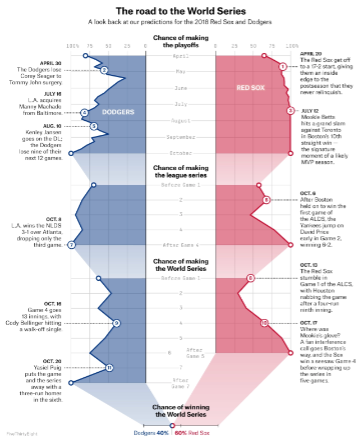 The road to the World Series
A look back at our predictions for the 2018 Red Sox and Dodgers
Chance of making
the playoffs
100% 75 50 25 0 0 25 50 75 100%
APRIL 30
The Dodgers lose
Corey Seager to
Tommy John surgery.
JULY 18
L.A. acquires
Manny Machado
from Baltimore.
AUG. 10
Kenley Jansen
goes on the DL;
the Dodgers
lose nine of their
next 12 games.
DODGERS
April
May
June
July
August
September
October
RED SOX
APRIL 20
The Red Sox get off
to a 17-2 start, giving
them an inside
edge to the
postseason that they
never relinquish.
JULY 12
Mookie Betts
hits a grand slam
against Toronto
in Boston's 10th
straight win —
the signature
moment of a likely
MVP season.
Chance of making
the league series
Before Game 1
2
3
After Game 4
OCT. 8
L.A. wins the NLDS
3-1 over Atlanta,
dropping only the
third game.
OCT. 6
After Boston
held on to win the
first game of
the ALDS, the
Yankees jump on
David Price
early in Game 2,
winning 6-2.
Chance of making
the World Series
Before Game 1
2
3
4
5
After
Game 5
6
7
After
Game 7
OCT. 16
Game 4 goes
13 innings, with
Cody Bellinger hitting
a walk-off single.
OCT. 20
Yasiel Puig
puts the game
and the series
away with a
three-run homer
in the sixth.
OCT. 13
The Red Sox
stumble in
Game 1 of the ALCS,
with Houston
nabbing the game
after a four-run
ninth inning.
OCT. 17
Where was
Mookie's glove?
A fan interference
call goes Boston's
way, and the Sox
win a tense Game 4
before wrapping up
the series in
five games.
Chance of winning
the World Series
Dodgers 40% 60% Red Sox
FiveThirtyEight